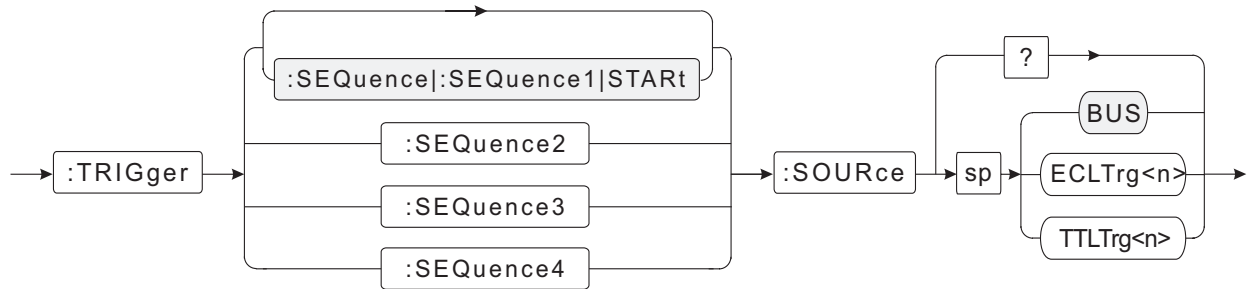 :TRIGger
:SEQuence|:SEQuence1|STARt
:SEQuence2
:SEQuence3
:SEQuence4
:SOURce
?
sp
BUS
ECLTrg<n>
TTLTrg<n>